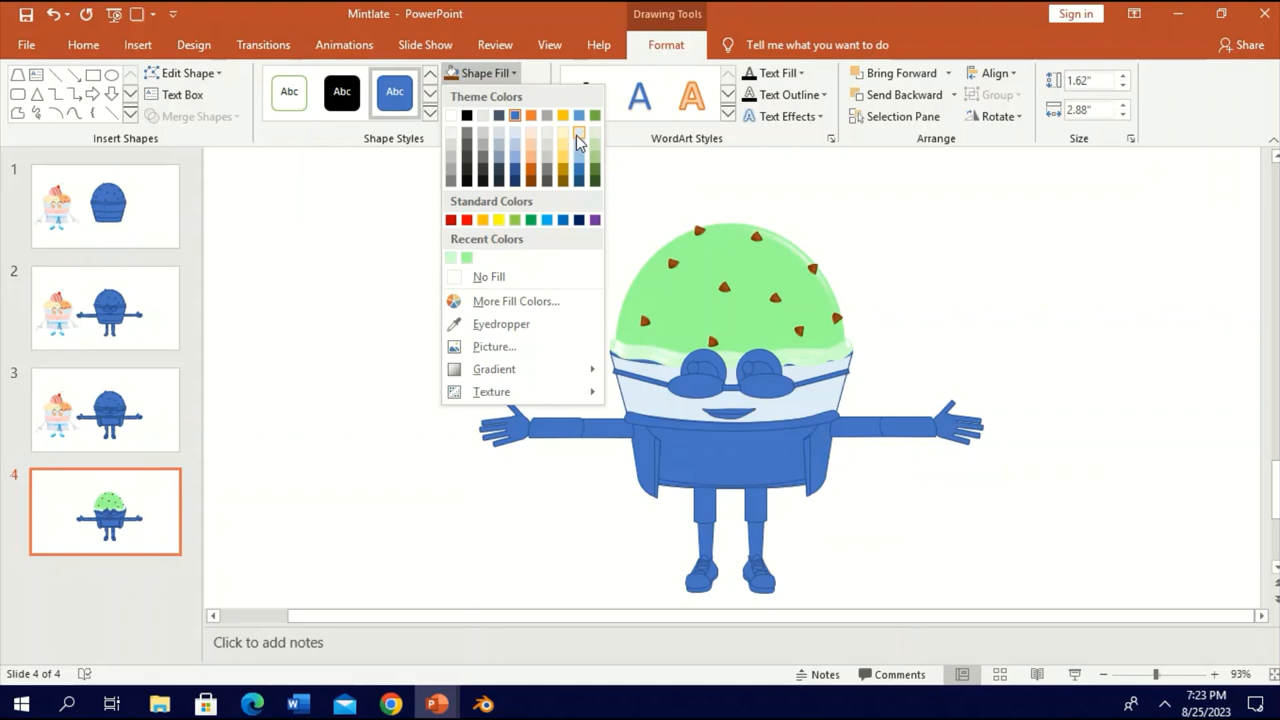 Mintlate - PowerPoint
Drawing Tools
Sign in
File
Home
Insert
Design
Transitions
Animations
Slide Show
Review
View
Help
Format
Tell me what you want to do
Share
Edit Shape
Text Box
Merge Shapes
Insert Shapes
Abc
Abc
Abc
Shape Styles
Shape Fill
Theme Colors
Standard Colors
Recent Colors
No Fill
More Fill Colors...
Eyedropper
Picture...
Gradient
Texture
A
A
Text Fill
Text Outline
Text Effects
WordArt Styles
Bring Forward
Send Backward
Selection Pane
Align
Group
Rotate
Arrange
1.62"
2.88"
Size
1
2
3
4
Click to add notes
Slide 4 of 4
Notes
Comments
93%
7:23 PM
8/25/2023